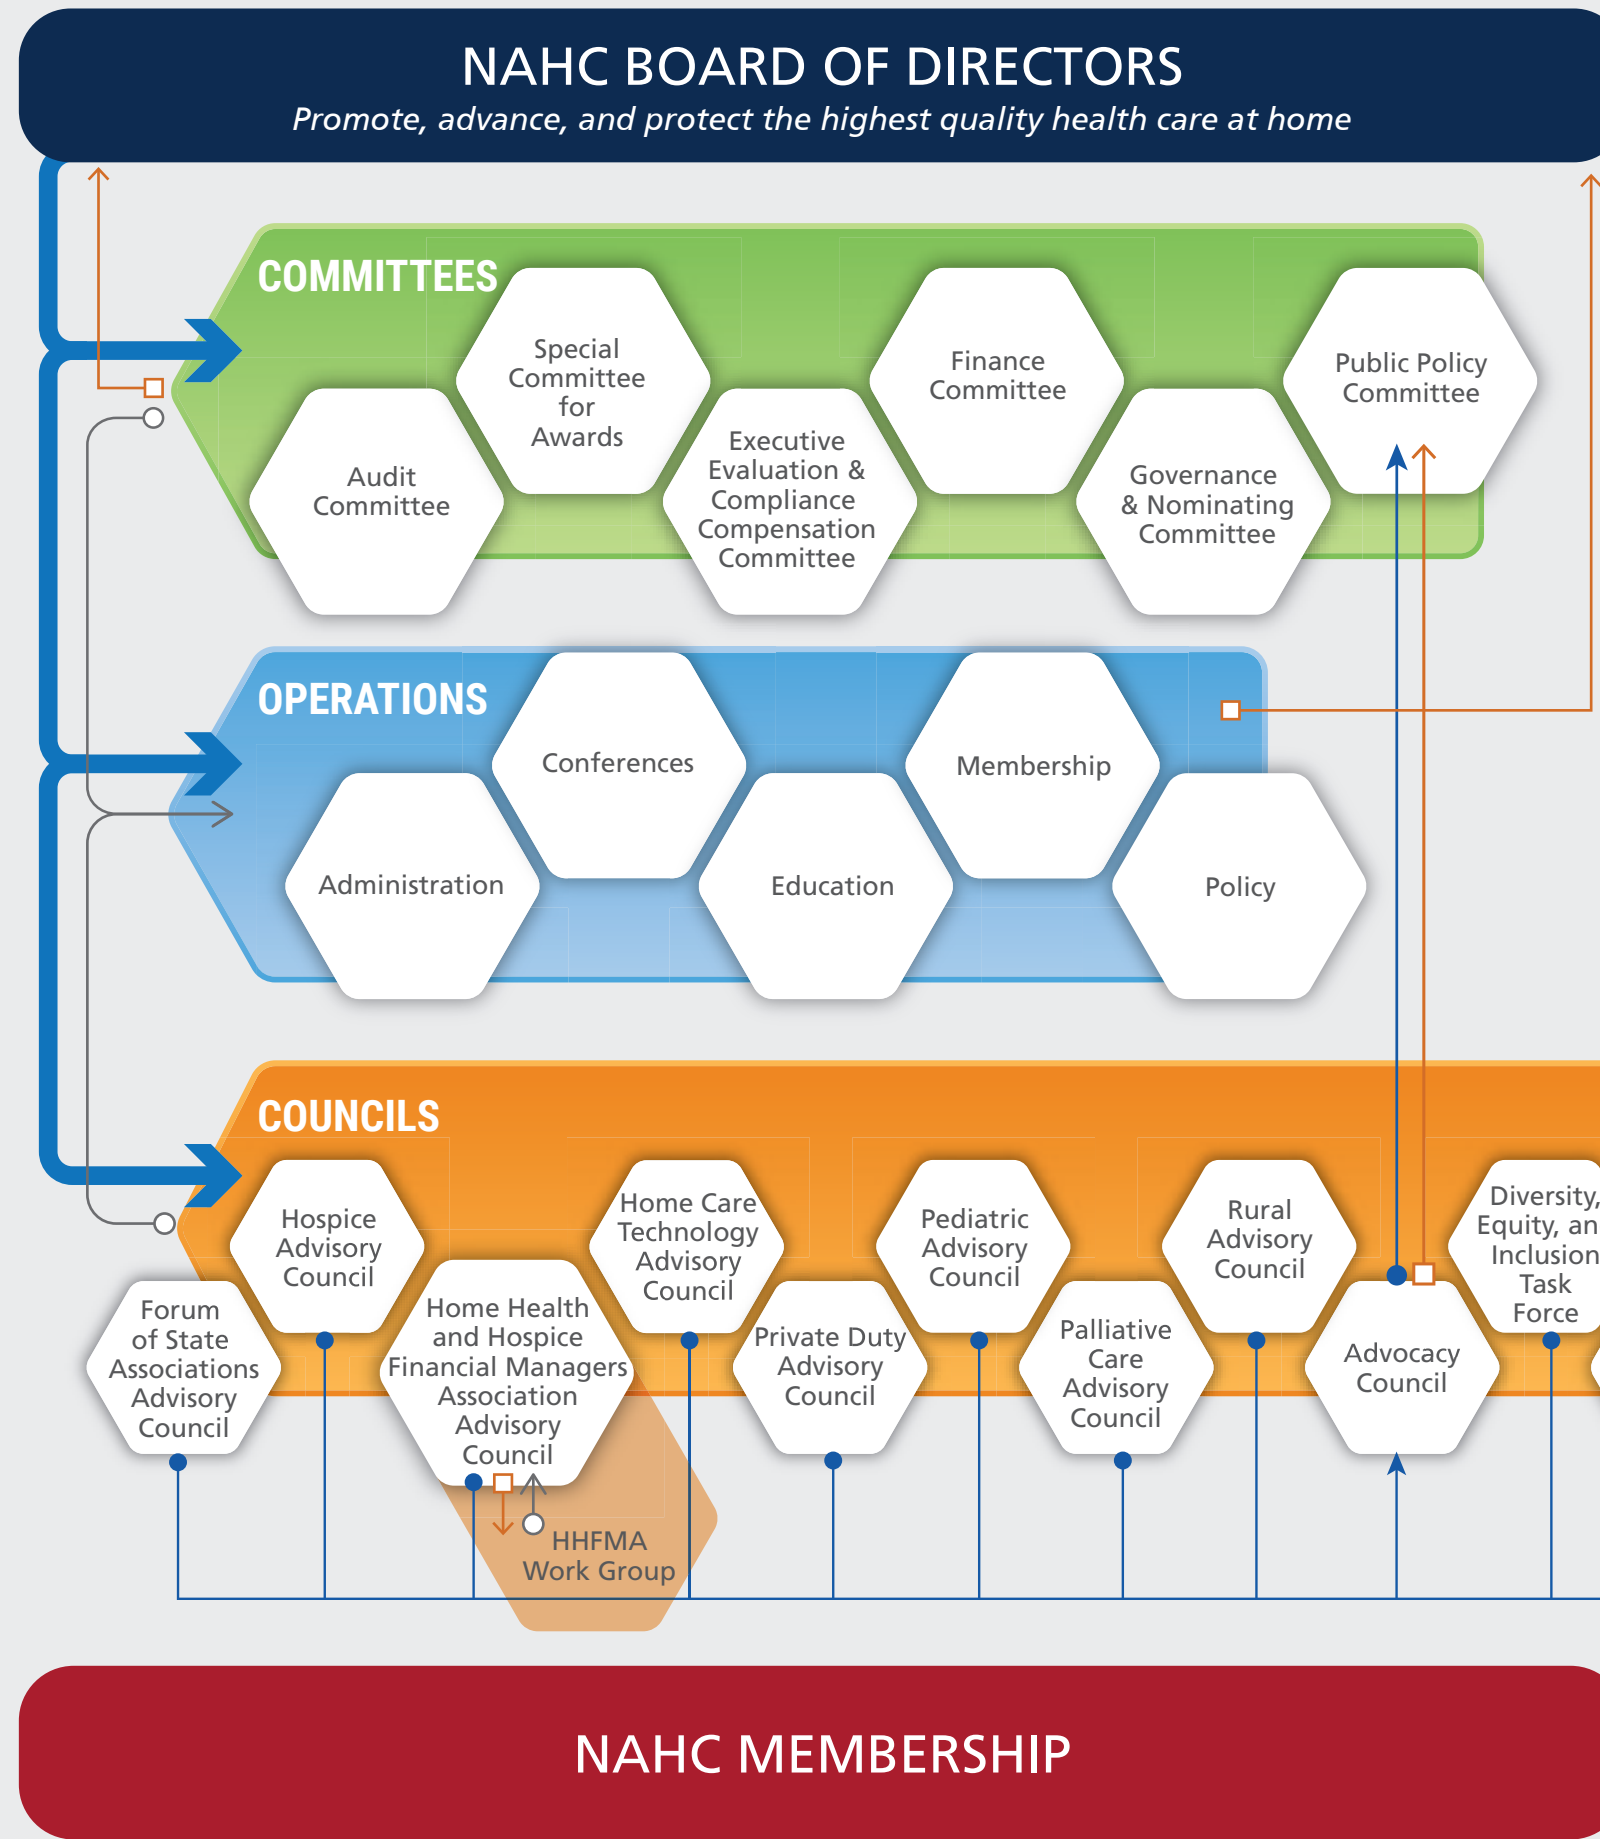 NAHC BOARD OF DIRECTORS
Promote, advance, and protect the highest quality health care at home
COMMITTEES
Audit
Committee
Special
Committee
for
Awards
Executive
Evaluation &
Compliance
Compensation
Committee
Finance
Committee
Governance
& Nominating
Committee
Public Policy
Committee
OPERATIONS
Administration
Conferences
Education
Membership
Policy
COUNCILS
Forum
of State
Associations
Advisory
Council
Hospice
Advisory
Council
Home Health
and Hospice
Financial Managers
Association
Advisory
Council
HHFMA
Work Group
Home Care
Technology
Advisory
Council
Private Duty
Advisory
Council
Pediatric
Advisory
Council
Palliative
Care
Advisory
Council
Rural
Advisory
Council
Advocacy
Council
Diversity,
Equity, an
Inclusion
Task
Force
NAHC MEMBERSHIP